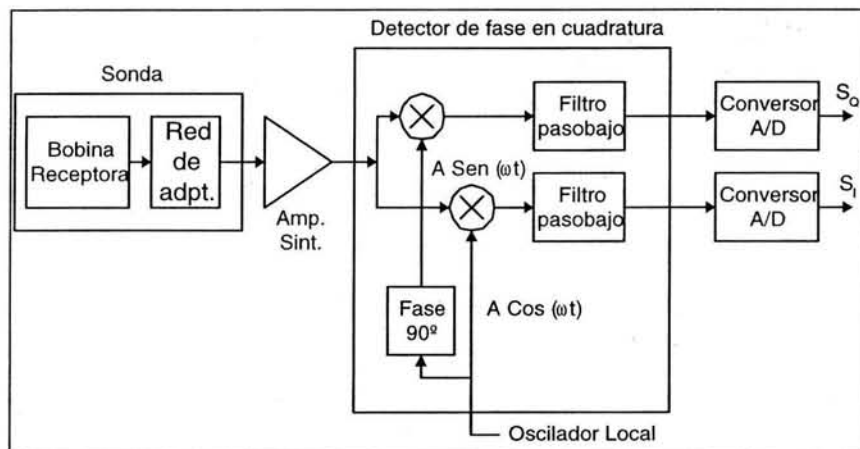 Detector de fase en cuadratura
Sonda
Bobina
Receptora
Red
de
adpt.
Amp.
Sint.
A Sen (ωt)
Filtro
pasobajo
Conversor
A/D
S_Q
Filtro
pasobajo
Conversor
A/D
S_I
Fase
90º
A Cos (ωt)
Oscilador Local